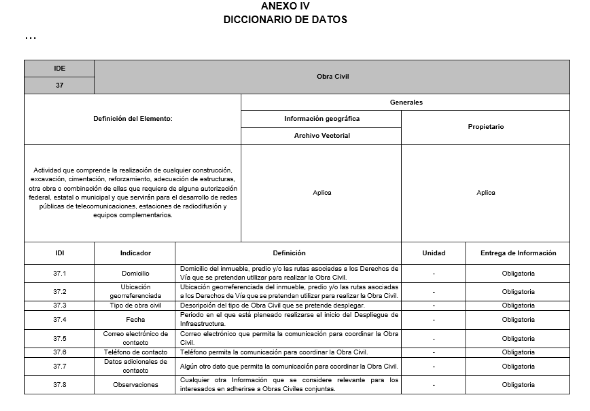 ANEXO IV
DICCIONARIO DE DATOS
...
IDE
37
Obra Civil
Definición del Elemento:
Generales
Información geográfica
Archivo Vectorial
Propietario
Actividad que comprende la realización de cualquier construcción,
excavación, cimentación, reforzamiento, adecuación de estructuras,
otra obra o combinación de ellas que requiera de alguna autorización
federal, estatal o municipal y que servirán para el desarrollo de redes
públicas de telecomunicaciones, estaciones de radiodifusión y
equipos complementarios.
Aplica
Aplica
IDI Indicador Definición Unidad Entrega de Información
37.1 Domicilio Domicilio del inmueble, predio y/o las rutas asociadas a los Derechos de
Vía que se pretendan utilizar para realizar la Obra Civil. - Obligatoria
37.2 Ubicación
georreferenciada Ubicación georreferenciada del inmueble, predio y/o las rutas asociadas
a los Derechos de Vía que se pretendan utilizar para realizar la Obra Civil. - Obligatoria
37.3 Tipo de obra civil Descripción del tipo de Obra Civil que se pretende desplegar. - Obligatoria
37.4 Fecha Periodo en el que está planeado realizarse el inicio del Despliegue de
Infraestructura. - Obligatoria
37.5 Correo electrónico de
contacto Correo electrónico que permita la comunicación para coordinar la Obra
Civil. - Obligatoria
37.6 Teléfono de contacto Teléfono permita la comunicación para coordinar la Obra Civil. - Obligatoria
37.7 Datos adicionales de
contacto Algún otro dato que permita la comunicación para coordinar la Obra Civil. - Obligatoria
37.8 Observaciones Cualquier otra Información que se considere relevante para los
interesados en adherirse a Obras Civiles conjuntas. - Obligatoria